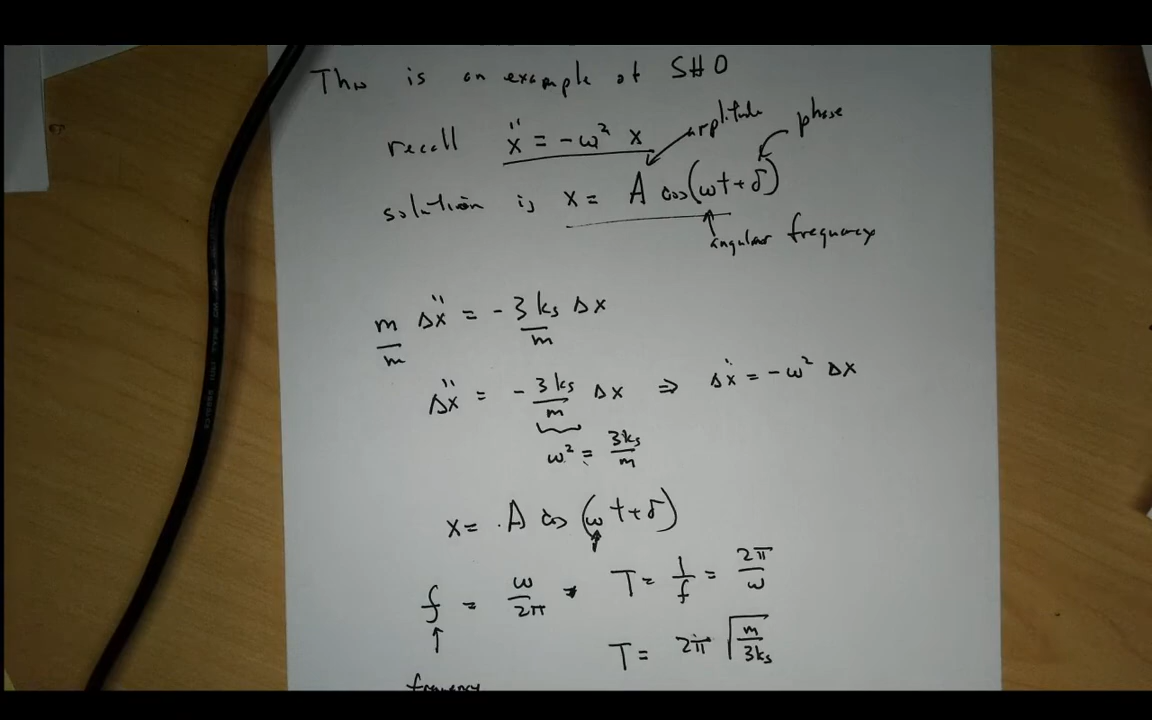 This is an example of SHO
amplitude
phase
recall ẍ = -ω² x
solution is x = A cos(ωt+δ)
angular frequency
m/m Δẍ = - 3ks/m Δx
Δẍ = - 3ks/m Δx ⇒ Δẍ = -ω² Δx
ω² = 3ks/m
x = A cos (ωt+δ)
f = ω/2π T = 1/f = 2π/ω
T = 2π √(m/3ks)
frequency